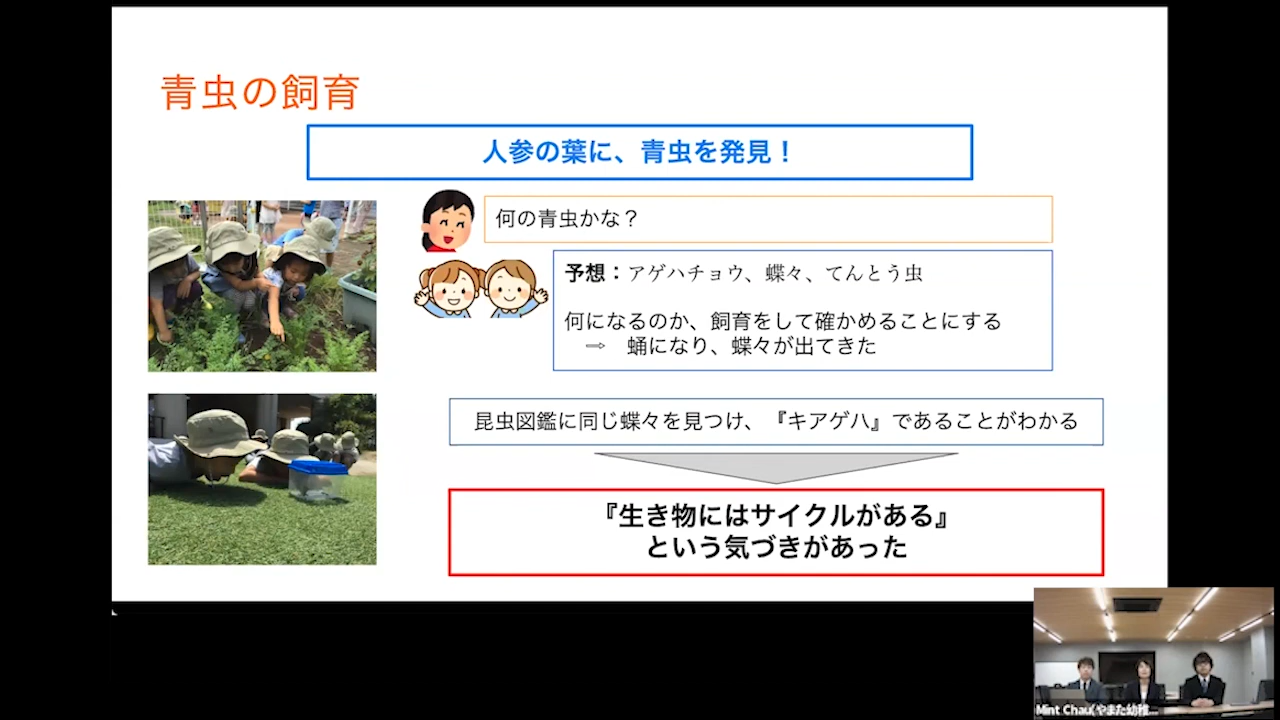 青虫の飼育
人参の葉に、青虫を発見！
何の青虫かな？
予想：アゲハチョウ、蝶々、てんとう虫
何になるのか、飼育をして確かめることにする
⇨ 蛹になり、蝶々が出てきた
昆虫図鑑に同じ蝶々を見つけ、『キアゲハ』であることがわかる
『生き物にはサイクルがある』
という気づきがあった
Mint Chau(やまた幼稚...